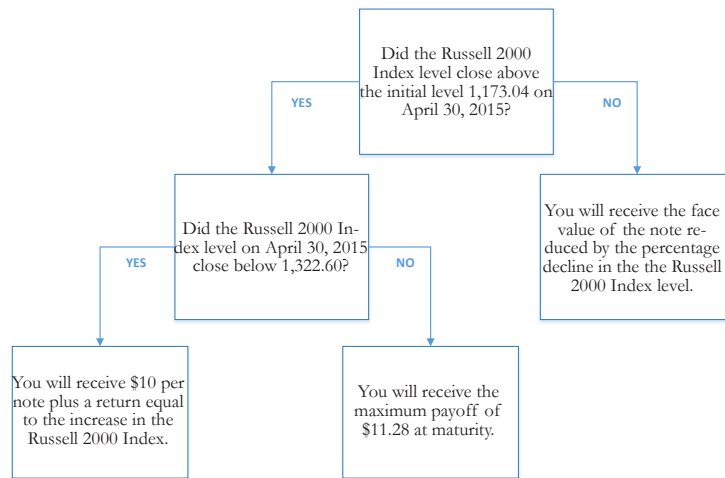 Did the Russell 2000
Index level close above
the initial level 1,173.04 on
April 30, 2015?
YES
NO
Did the Russell 2000 In-
dex level on April 30, 2015
close below 1,322.60?
You will receive the face
value of the note re-
duced by the percentage
decline in the the Russell
2000 Index level.
YES
NO
You will receive $10 per
note plus a return equal
to the increase in the
Russell 2000 Index.
You will receive the
maximum payoff of
$11.28 at maturity.